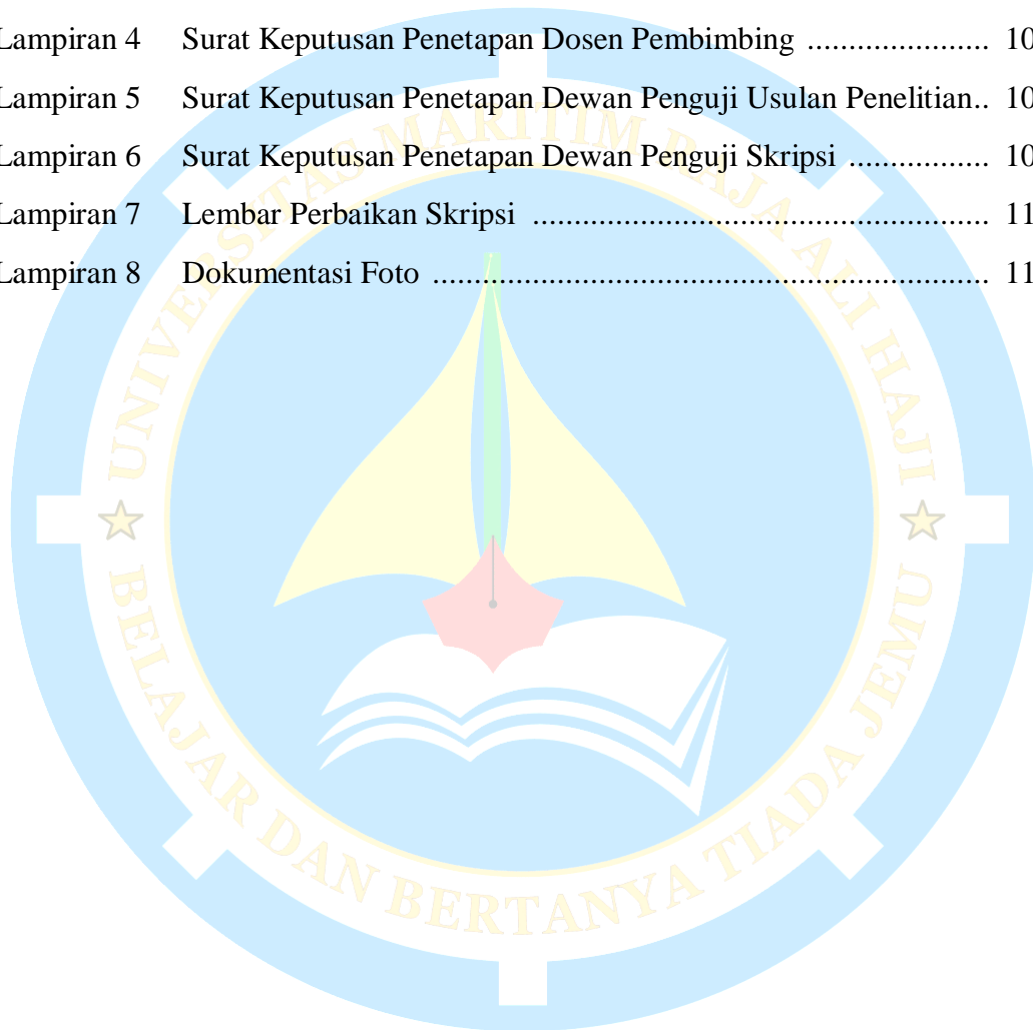 Lampiran 4 Surat Keputusan Penetapan Dosen Pembimbing ...................... 10
Lampiran 5 Surat Keputusan Penetapan Dewan Penguji Usulan Penelitian.. 10
Lampiran 6 Surat Keputusan Penetapan Dewan Penguji Skripsi ................. 10
Lampiran 7 Lembar Perbaikan Skripsi ....................................................... 11
Lampiran 8 Dokumentasi Foto ................................................................... 11
UNIVERSITAS MARITIM RAJA ALI HAJI
BELAJAR DAN BERTANYA TIADA JEMU